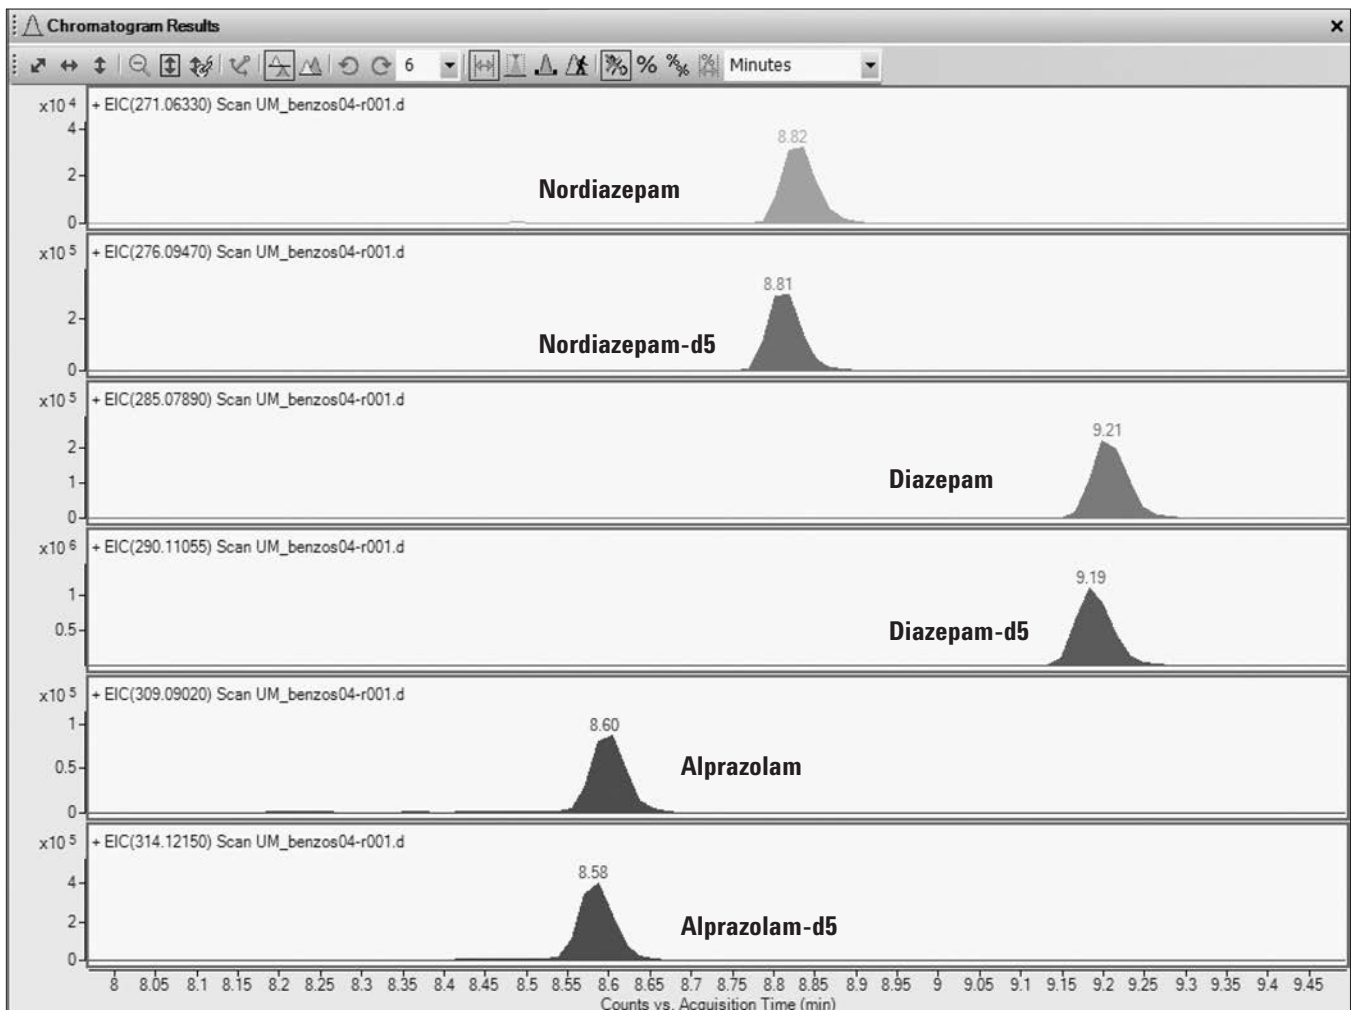 Chromatogram Results
6 % Minutes
x10 4 + EIC(271.06330) Scan UM_benzos04-r001.d
4
8.82
2
Nordiazepam
0
x10 5 + EIC(276.09470) Scan UM_benzos04-r001.d
8.81
2
Nordiazepam-d5
0
x10 5 + EIC(285.07890) Scan UM_benzos04-r001.d
9.21
2
Diazepam
1
0
x10 6 + EIC(290.11055) Scan UM_benzos04-r001.d
9.19
1
Diazepam-d5
0.5
x10 5 + EIC(309.09020) Scan UM_benzos04-r001.d
1
8.60
Alprazolam
0.5
0
x10 5 + EIC(314.12150) Scan UM_benzos04-r001.d
8.58
4
2
Alprazolam-d5
0
8 8.05 8.1 8.15 8.2 8.25 8.3 8.35 8.4 8.45 8.5 8.55 8.6 8.65 8.7 8.75 8.8 8.85 8.9 8.95 9 9.05 9.1 9.15 9.2 9.25 9.3 9.35 9.4 9.45
Counts vs. Acquisition Time (min)